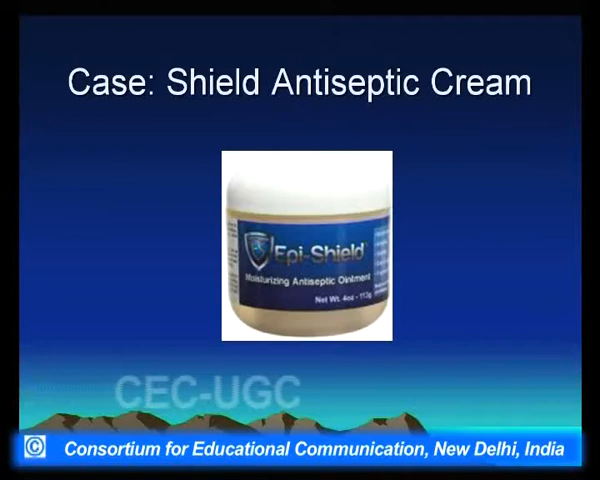 Case: Shield Antiseptic Cream
Epi-Shield
Moisturizing Antiseptic Ointment
Net Wt. 4oz - 113g
CEC-UGC
© Consortium for Educational Communication, New Delhi, India